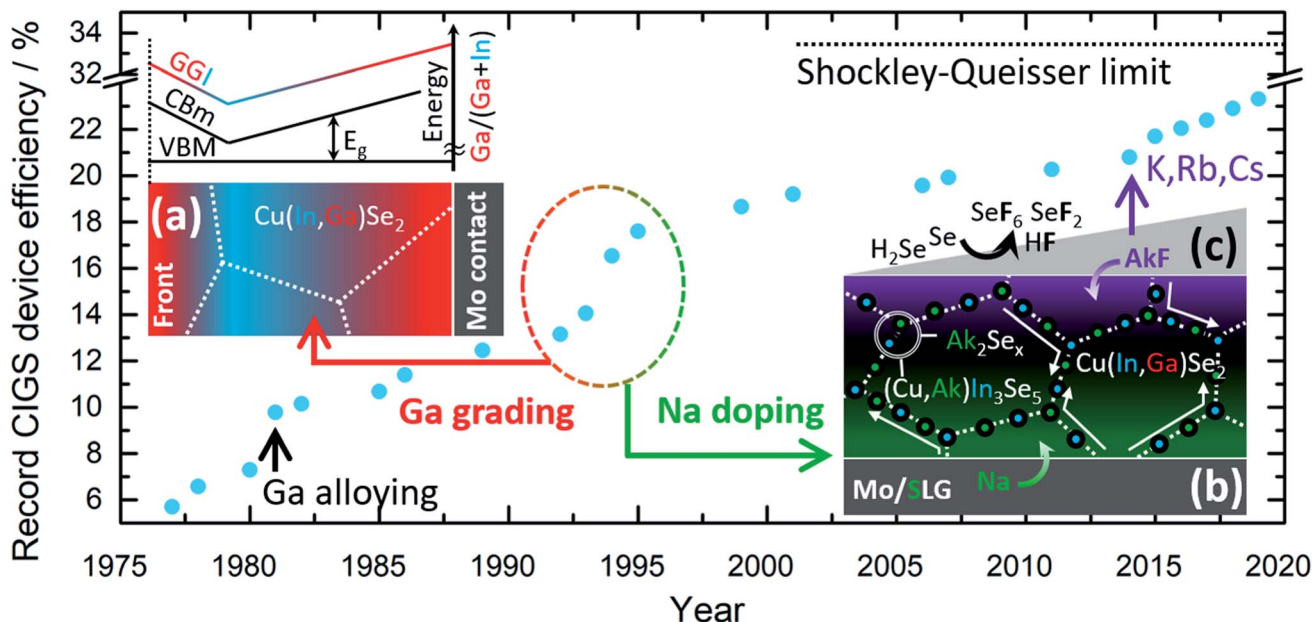 Record CIGS device efficiency / %
34
32
22
20
18
16
14
12
10
8
6
GGI
CBm
VBM
Eg
Energy
Ga/(Ga+In)
Shockley-Queisser limit
(a)
Cu(In,Ga)Se2
Front
Mo contact
K,Rb,Cs
SeF6 SeF2
H2Se Se
HF
AkF
(c)
Ak2Sex
Cu(In,Ga)Se2
(Cu,Ak)In3Se5
Ga grading
Na doping
Ga alloying
Mo/SLG
Na
(b)
1975 1980 1985 1990 1995 2000 2005 2010 2015 2020
Year